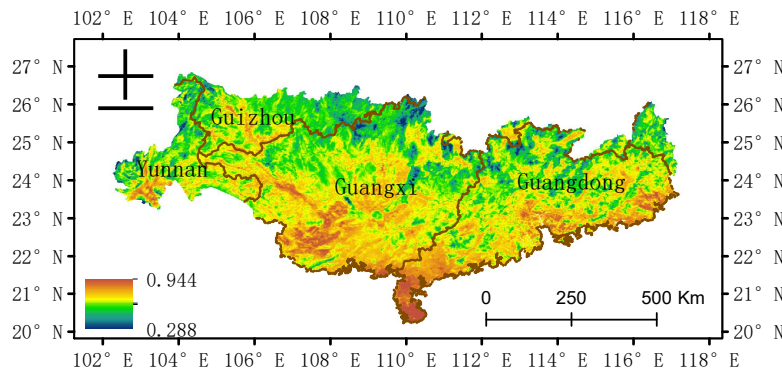 102° E 104° E 106° E 108° E 110° E 112° E 114° E 116° E 118° E
27° N 27° N
26° N 26° N
Guizhou
25° N 25° N
Yunnan
24° N Guangxi Guangdong 24° N
23° N 23° N
22° N 22° N
0.944
21° N 0 250 500 Km 21° N
0.288
20° N 20° N
102° E 104° E 106° E 108° E 110° E 112° E 114° E 116° E 118° E